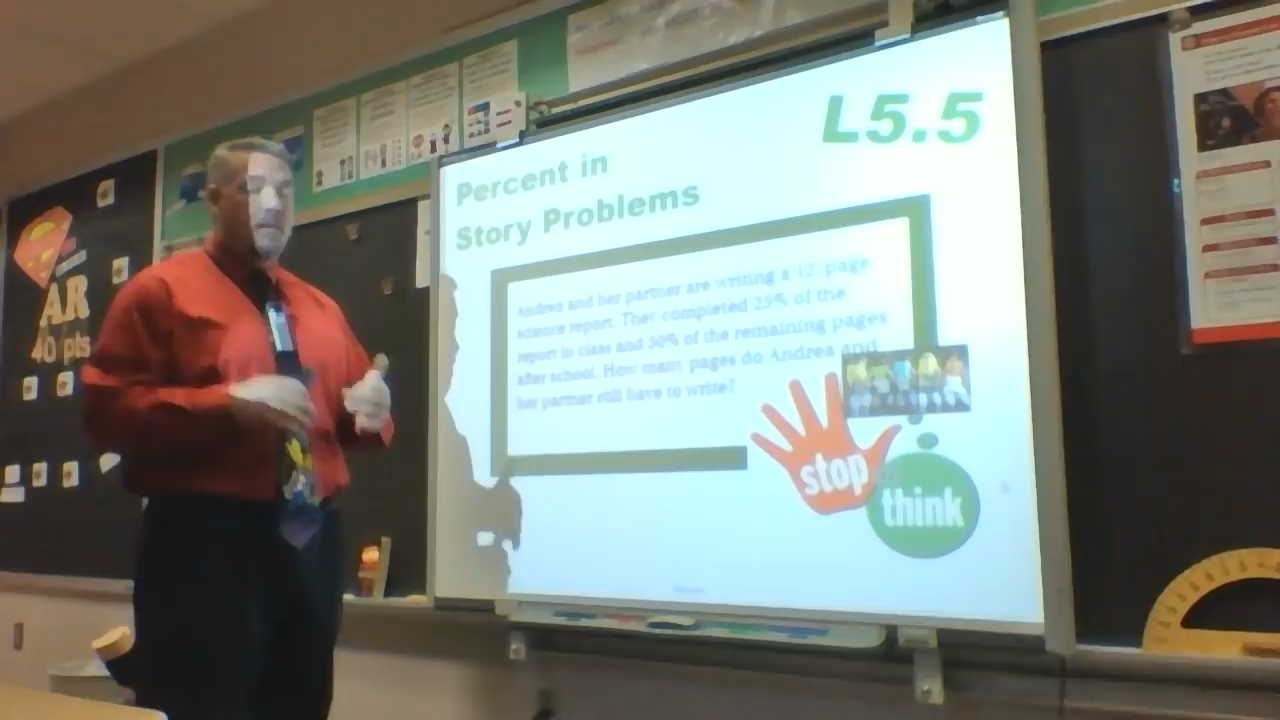 L5.5
Percent in
Story Problems
Andrea and her partner are writing a 12-page
science report. They completed 25% of the
report in class and 50% of the remaining pages
after school. How many pages do Andrea and
her partner still have to write?
stop
think
AR
40 pts